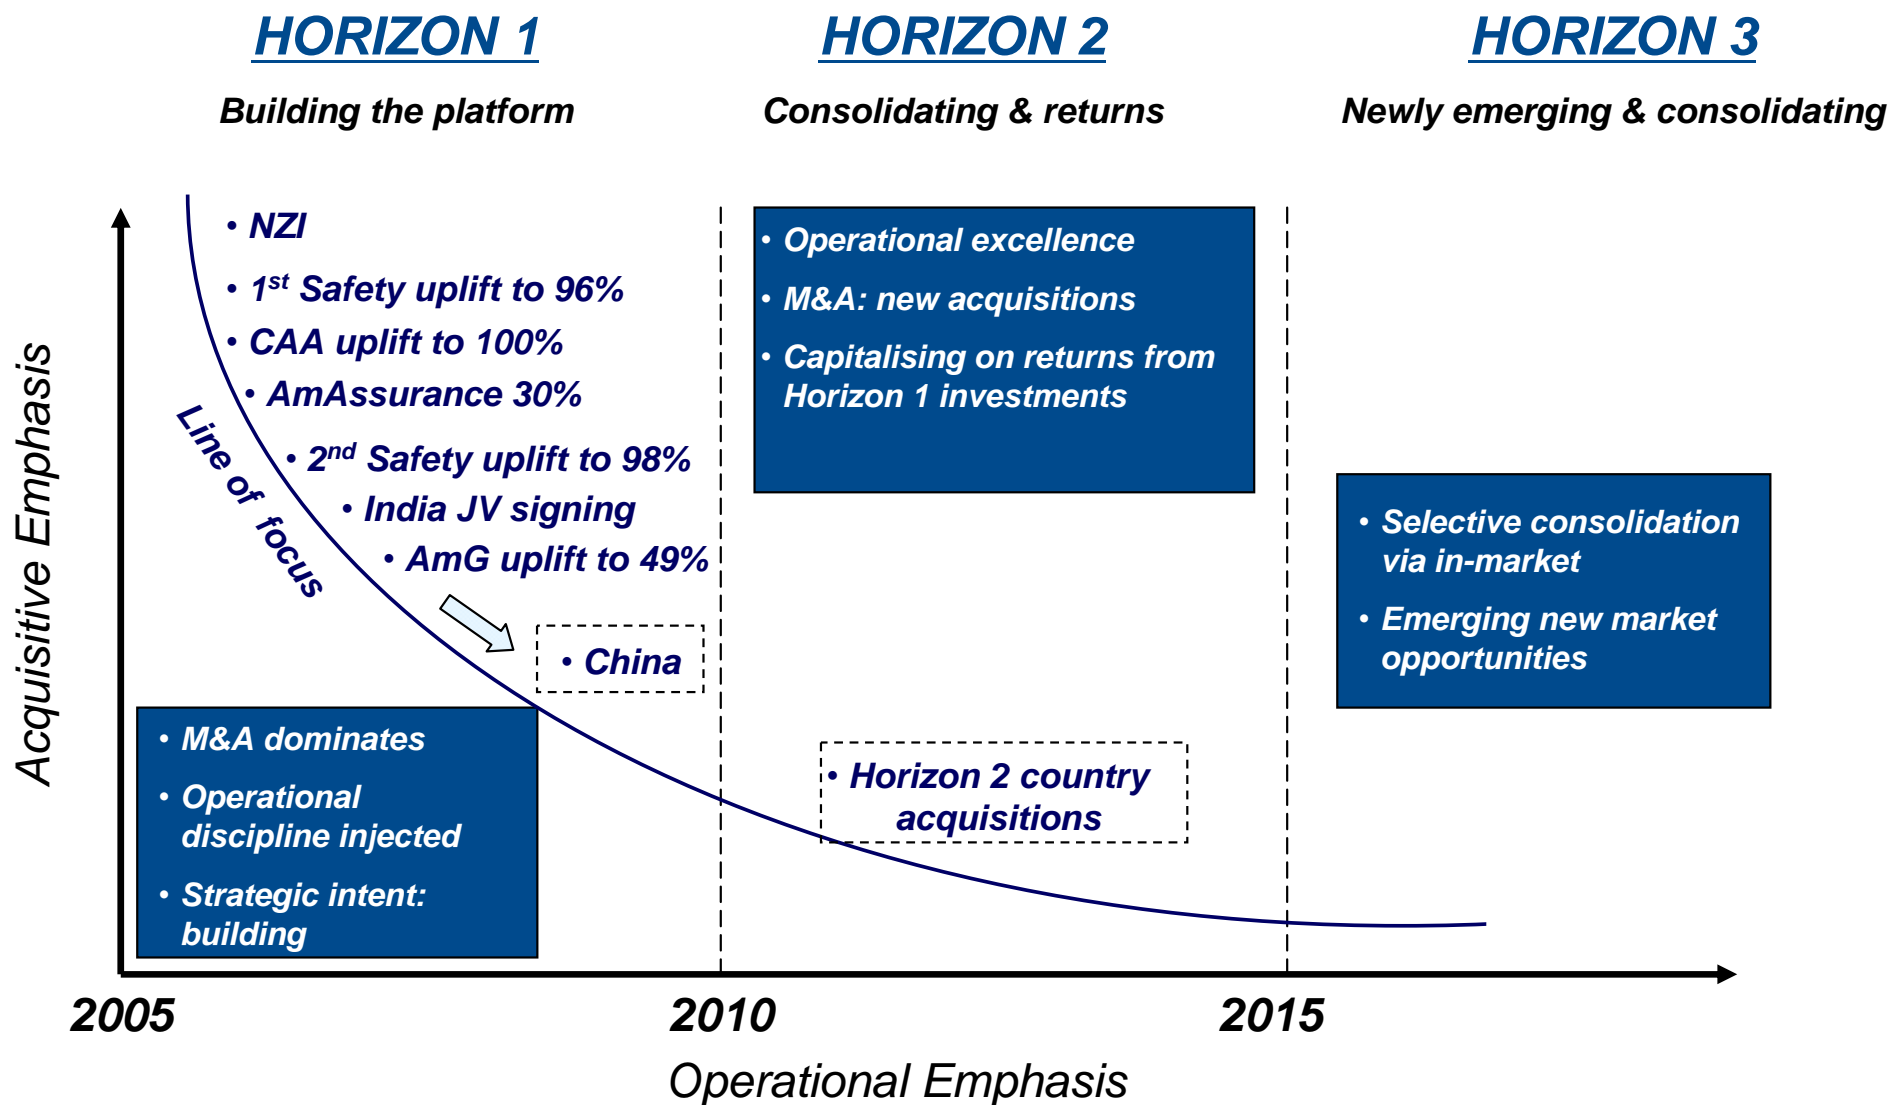 HORIZON 1
HORIZON 2
HORIZON 3
Building the platform
Consolidating & returns
Newly emerging & consolidating
Acquisitive Emphasis
• NZI
• 1st Safety uplift to 96%
• CAA uplift to 100%
• AmAssurance 30%
• 2nd Safety uplift to 98%
• India JV signing
• AmG uplift to 49%
• China
Line of focus
• M&A dominates
• Operational
discipline injected
• Strategic intent:
building
• Operational excellence
• M&A: new acquisitions
• Capitalising on returns from
Horizon 1 investments
• Horizon 2 country
acquisitions
• Selective consolidation
via in-market
• Emerging new market
opportunities
2005
2010
2015
Operational Emphasis